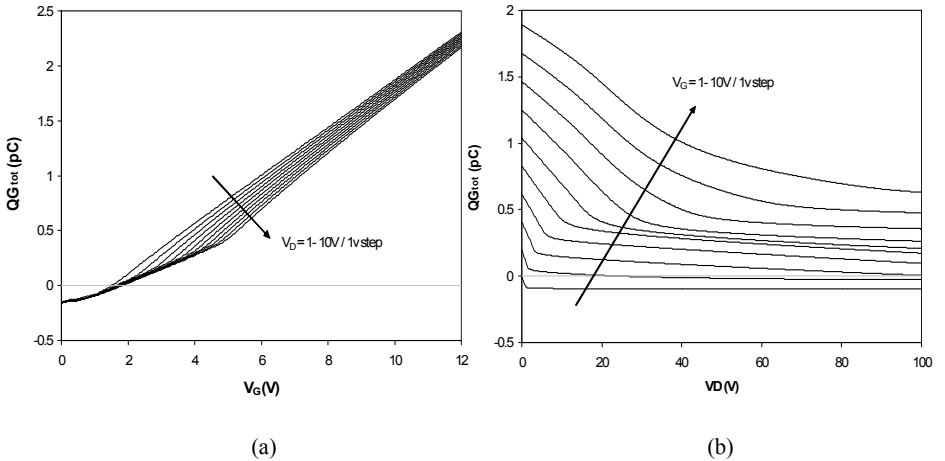 2.5
2
1.5
1
0.5
0
-0.5
QGtot (pC)
VD = 1- 10V / 1v step
0 2 4 6 8 10 12
VG (V)
(a)
2
1.5
1
0.5
0
-0.5
QGtot (pC)
VG = 1- 10V / 1v step
0 20 40 60 80 100
VD (V)
(b)